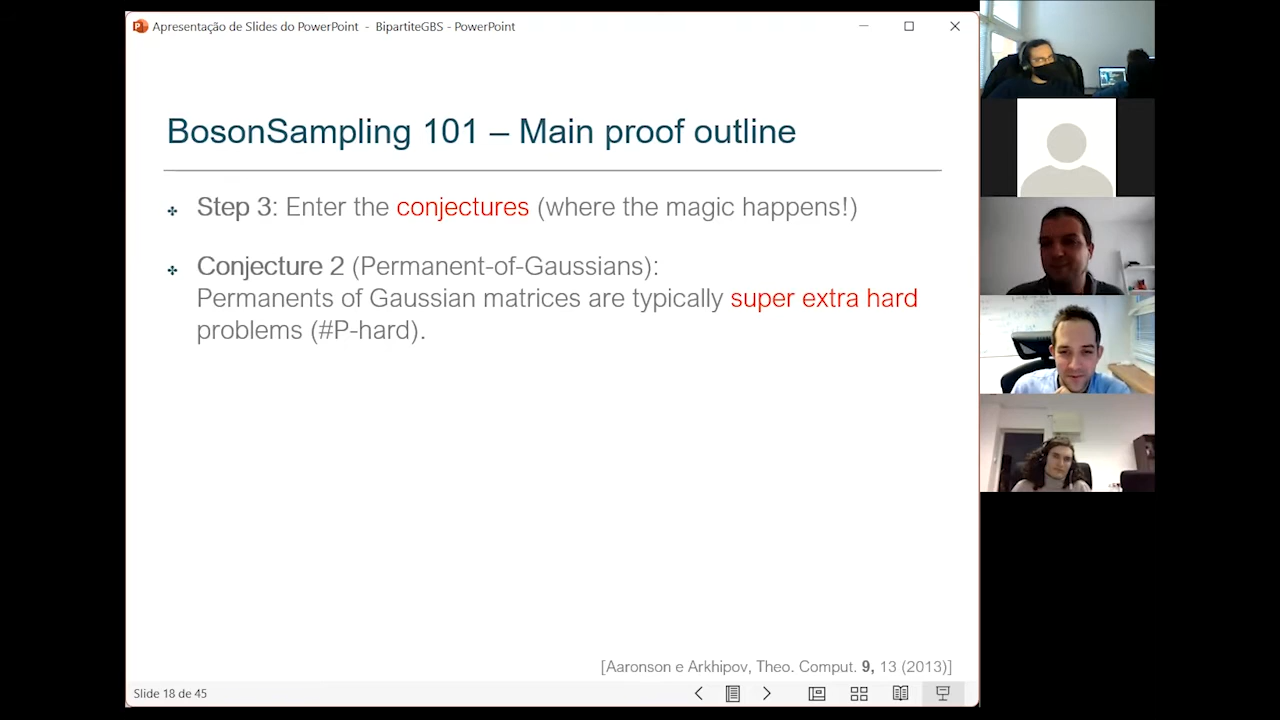 Apresentação de Slides do PowerPoint - BipartiteGBS - PowerPoint
BosonSampling 101 – Main proof outline
Step 3: Enter the conjectures (where the magic happens!)
Conjecture 2 (Permanent-of-Gaussians):
Permanents of Gaussian matrices are typically super extra hard
problems (#P-hard).
[Aaronson e Arkhipov, Theo. Comput. 9, 13 (2013)]
Slide 18 de 45